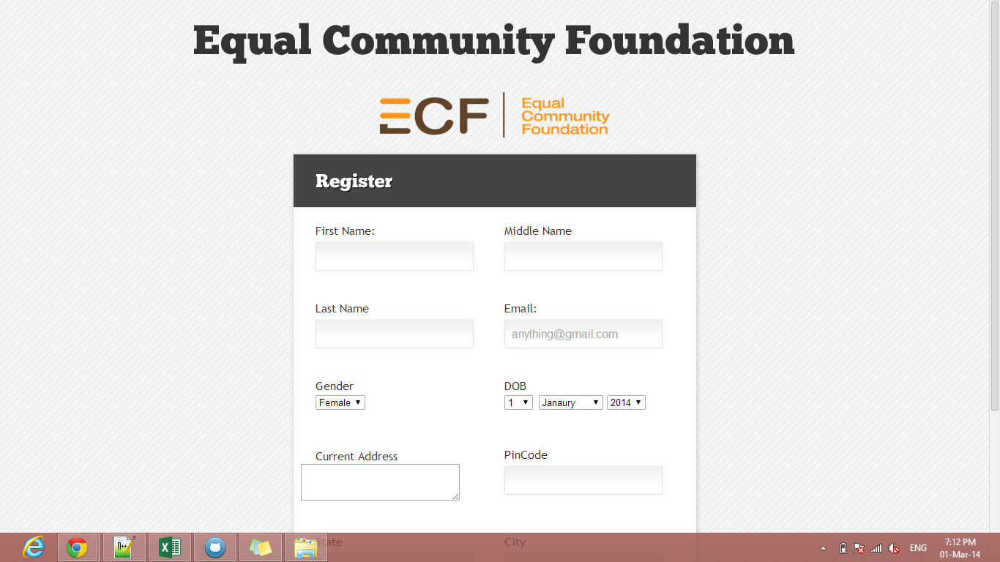 Equal Community Foundation
ECF
Equal
Community
Foundation
Register
First Name:
Middle Name
Last Name
Email:
anything@gmail.com
Gender
DOB
Female
1
Janaury
2014
Current Address
PinCode
State
City
ENG
7:12 PM
01-Mar-14